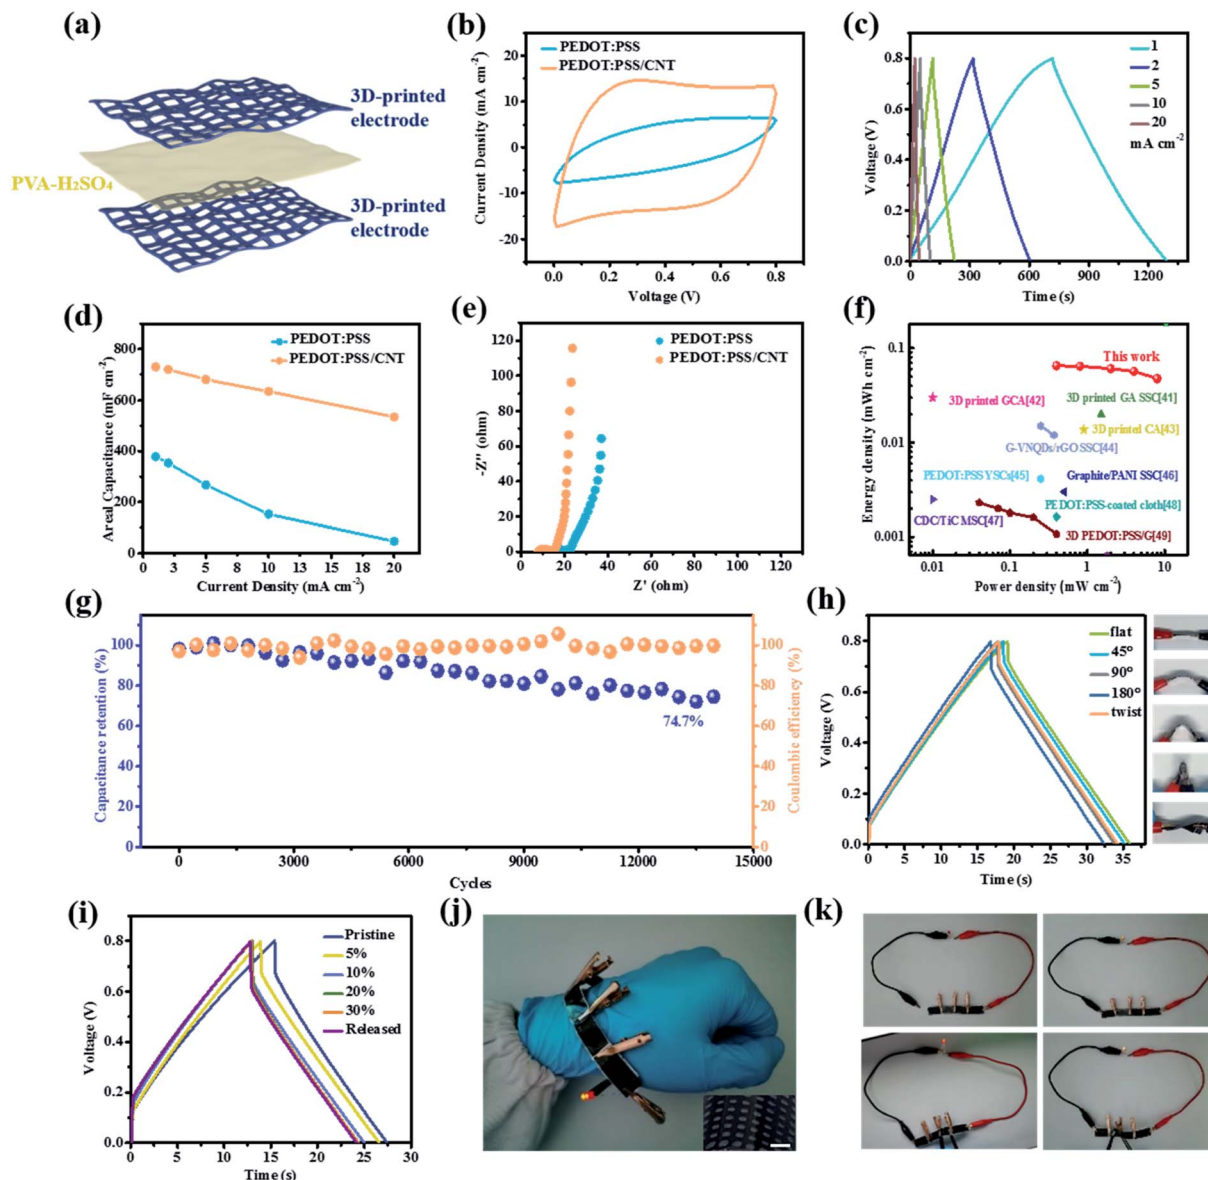 (a)
3D-printed
electrode
PVA-H₂SO₄
3D-printed
electrode
(b)
PEDOT:PSS
PEDOT:PSS/CNT
Current Density (mA cm⁻²)
20
10
0
-10
-20
0.0 0.2 0.4 0.6 0.8
Voltage (V)
(c)
1
2
5
10
20
mA cm⁻²
Voltage (V)
0.8
0.6
0.4
0.2
0.0
0 300 600 900 1200
Time (s)
(d)
PEDOT:PSS
PEDOT:PSS/CNT
Areal Capacitance (mF cm⁻²)
800
600
400
200
0
3 5 8 10 13 15 18 20
Current Density (mA cm⁻²)
(e)
PEDOT:PSS
PEDOT:PSS/CNT
-Z'' (ohm)
120
100
80
60
40
20
0
0 20 40 60 80 100 120
Z' (ohm)
(f)
Energy density (mWh cm⁻²)
0.1
0.01
0.001
This work
3D printed GCA[42]
3D printed GA SSC[41]
3D printed CA[43]
G-VNQDs/rGO SSC[44]
PEDOT:PSS YSCs[45]
Graphite/PANI SSC[46]
PEDOT:PSS-coated cloth[48]
CDC/TiC MSC[47]
3D PEDOT:PSS/G[49]
0.01 0.1 1 10
Power density (mW cm⁻²)
(g)
Capacitance retention (%)
100
80
60
40
20
0
74.7%
100
80
60
40
20
0
Coulombic efficiency (%)
0 3000 6000 9000 12000 15000
Cycles
(h)
flat
45°
90°
180°
twist
Voltage (V)
0.8
0.6
0.4
0.2
0.0
0 5 10 15 20 25 30 35
Time (s)
(i)
Pristine
5%
10%
20%
30%
Released
Voltage (V)
0.8
0.6
0.4
0.2
0.0
0 5 10 15 20 25 30
Time (s)
(j)
(k)